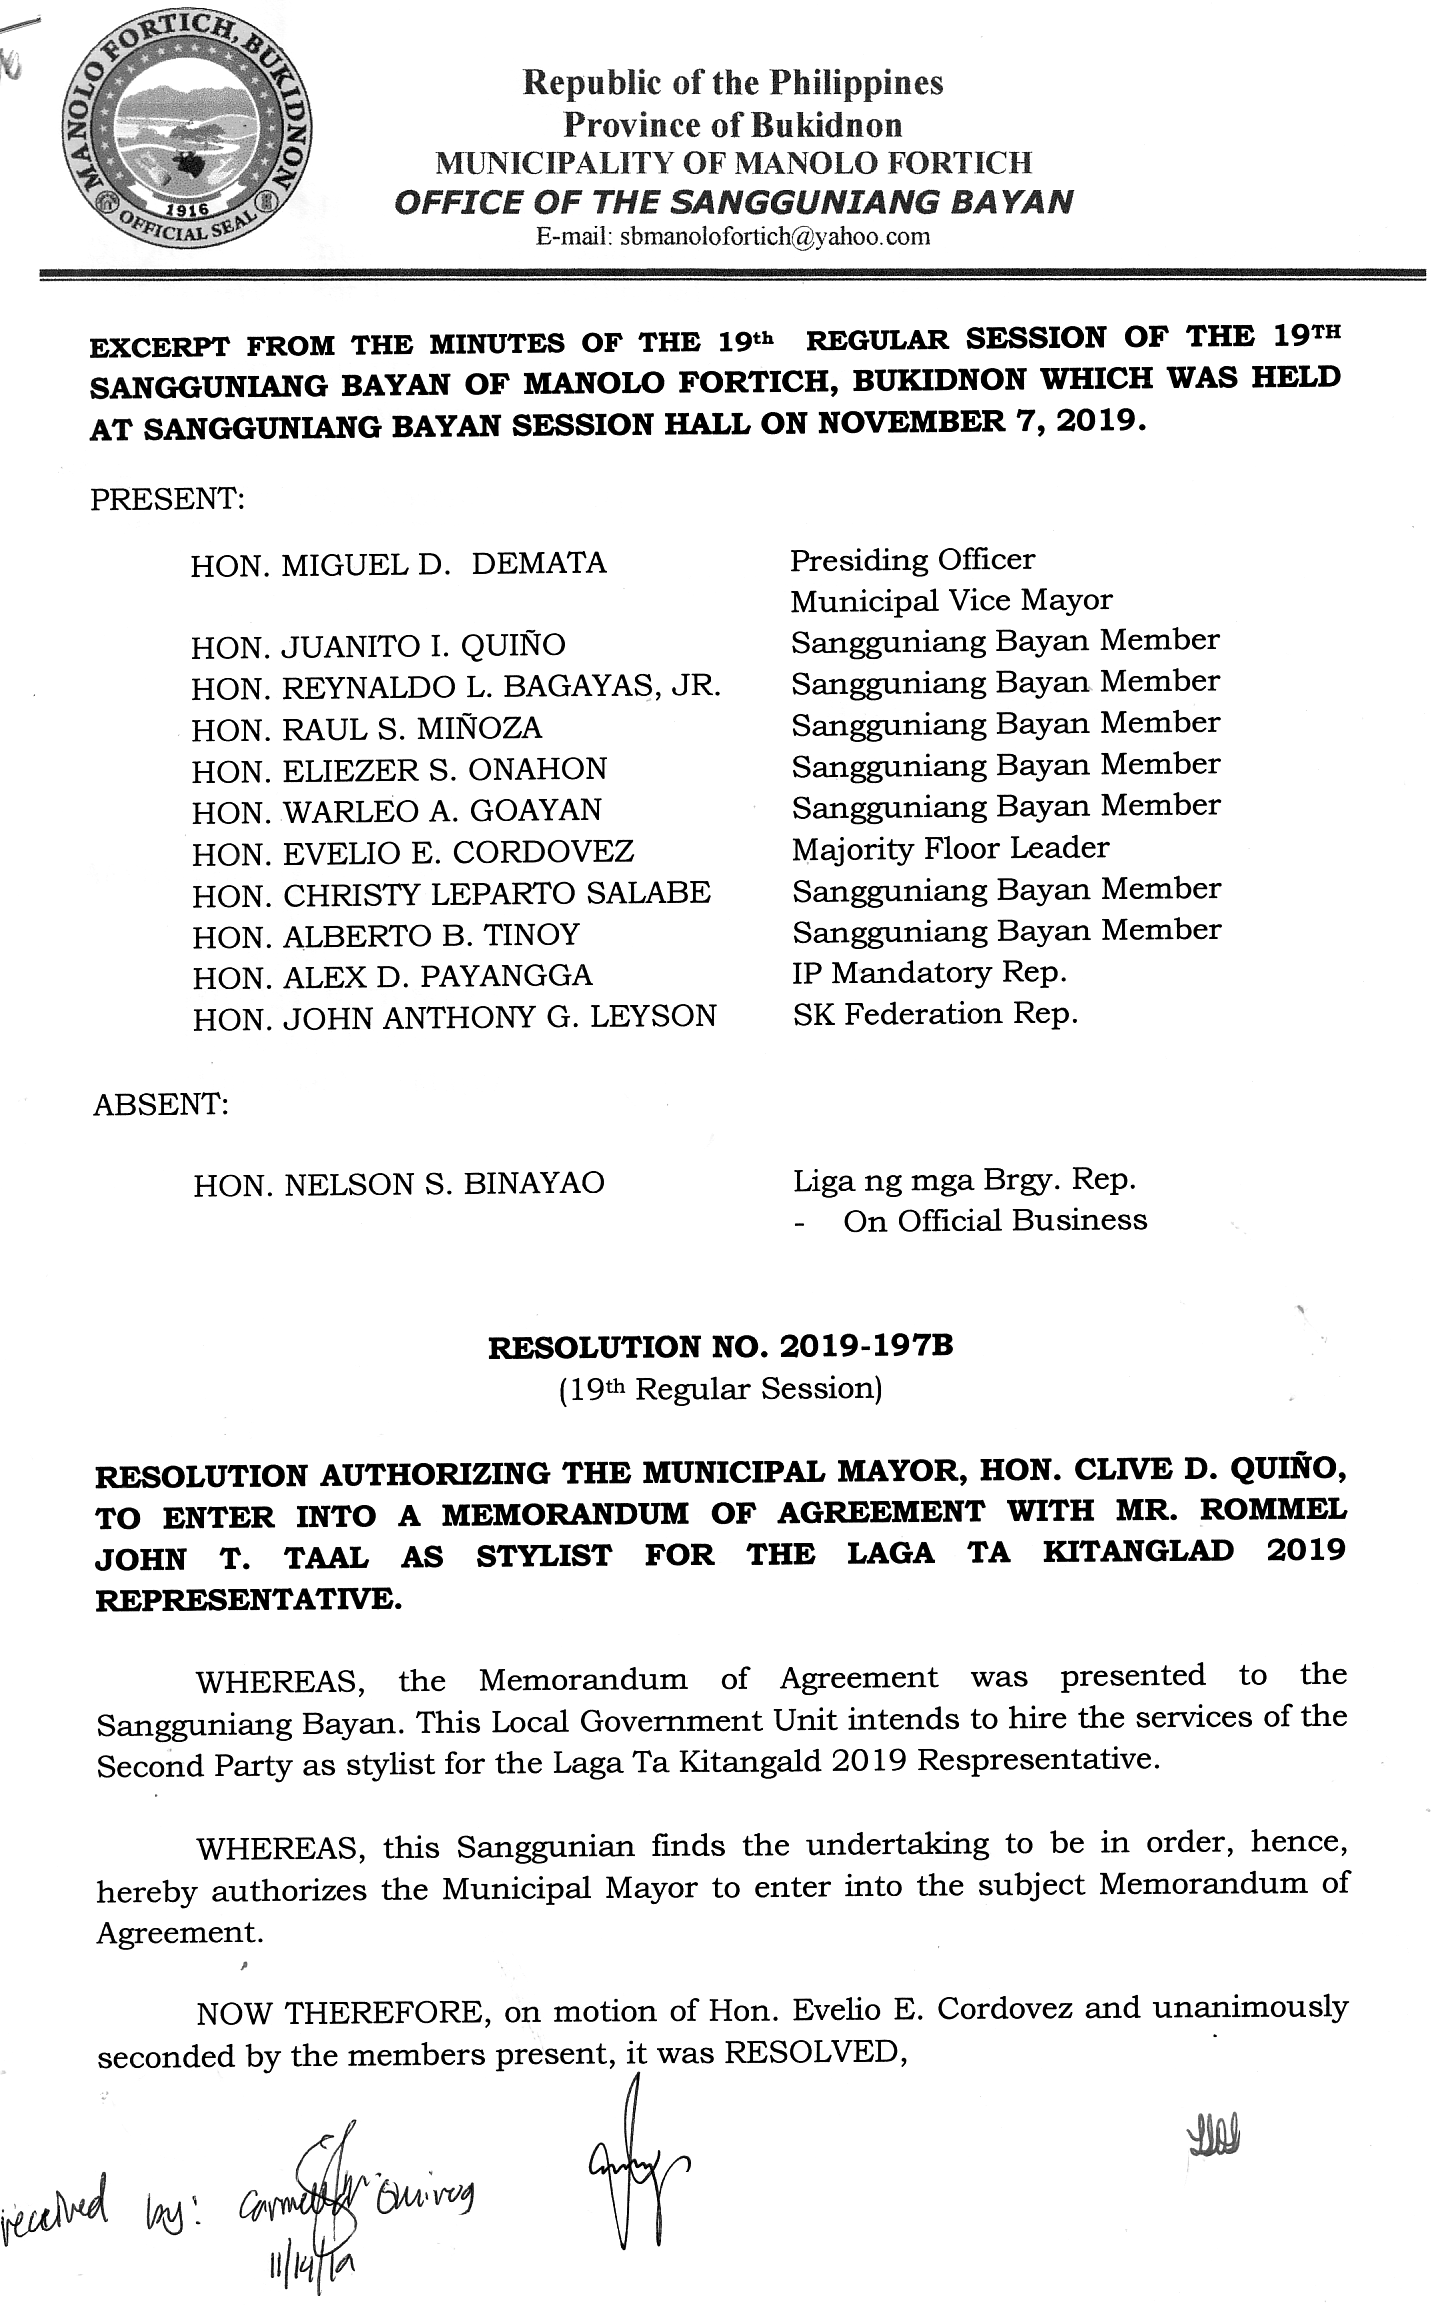 MANOLO FORTICH, BUKIDNON
1916
OFFICIAL SEAL
Republic of the Philippines
Province of Bukidnon
MUNICIPALITY OF MANOLO FORTICH
OFFICE OF THE SANGGUNIANG BAYAN
E-mail: sbmanolofortich@yahoo.com
EXCERPT FROM THE MINUTES OF THE 19th REGULAR SESSION OF THE 19TH
SANGGUNIANG BAYAN OF MANOLO FORTICH, BUKIDNON WHICH WAS HELD
AT SANGGUNIANG BAYAN SESSION HALL ON NOVEMBER 7, 2019.
PRESENT:
HON. MIGUEL D. DEMATA Presiding Officer
Municipal Vice Mayor
HON. JUANITO I. QUIÑO Sangguniang Bayan Member
HON. REYNALDO L. BAGAYAS, JR. Sangguniang Bayan Member
HON. RAUL S. MIÑOZA Sangguniang Bayan Member
HON. ELIEZER S. ONAHON Sangguniang Bayan Member
HON. WARLEO A. GOAYAN Sangguniang Bayan Member
HON. EVELIO E. CORDOVEZ Majority Floor Leader
HON. CHRISTY LEPARTO SALABE Sangguniang Bayan Member
HON. ALBERTO B. TINOY Sangguniang Bayan Member
HON. ALEX D. PAYANGGA IP Mandatory Rep.
HON. JOHN ANTHONY G. LEYSON SK Federation Rep.
ABSENT:
HON. NELSON S. BINAYAO Liga ng mga Brgy. Rep.
- On Official Business
RESOLUTION NO. 2019-197B
(19th Regular Session)
RESOLUTION AUTHORIZING THE MUNICIPAL MAYOR, HON. CLIVE D. QUIÑO,
TO ENTER INTO A MEMORANDUM OF AGREEMENT WITH MR. ROMMEL
JOHN T. TAAL AS STYLIST FOR THE LAGA TA KITANGLAD 2019
REPRESENTATIVE.
WHEREAS, the Memorandum of Agreement was presented to the
Sangguniang Bayan. This Local Government Unit intends to hire the services of the
Second Party as stylist for the Laga Ta Kitangald 2019 Respresentative.
WHEREAS, this Sanggunian finds the undertaking to be in order, hence,
hereby authorizes the Municipal Mayor to enter into the subject Memorandum of
Agreement.
NOW THEREFORE, on motion of Hon. Evelio E. Cordovez and unanimously
seconded by the members present, it was RESOLVED,
received by:
11/14/19